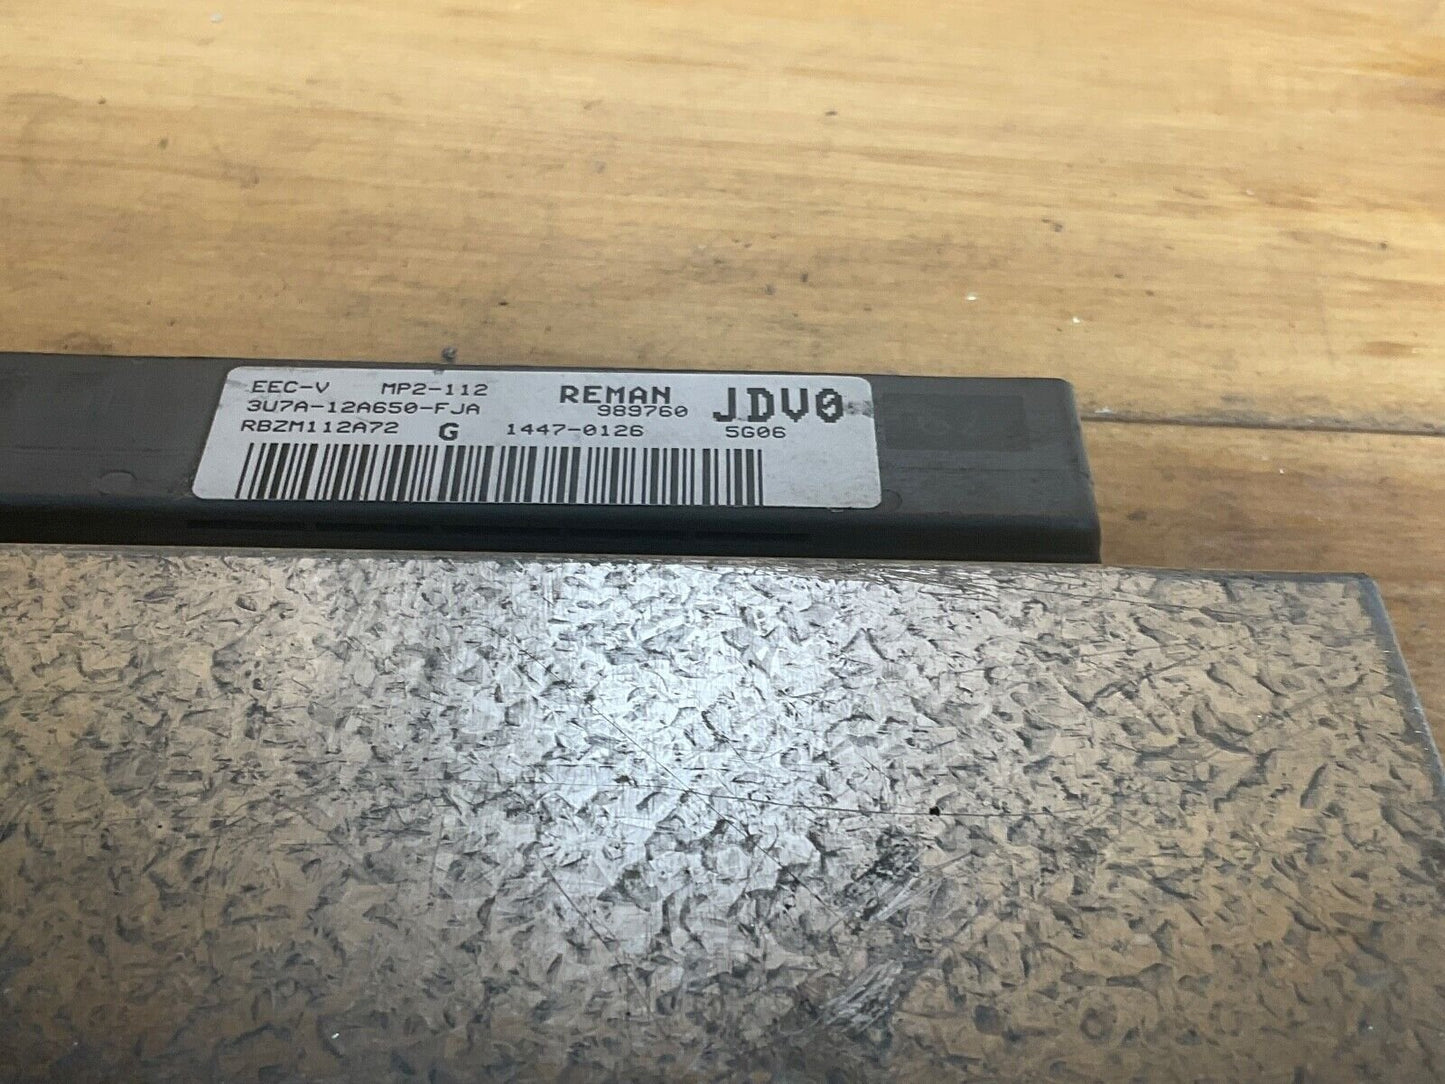 EEC-V MP2-112 REMAN JDV0
3U7A-12A650-FJA 989760
RBZM112A72 G 1447-0126 5G06